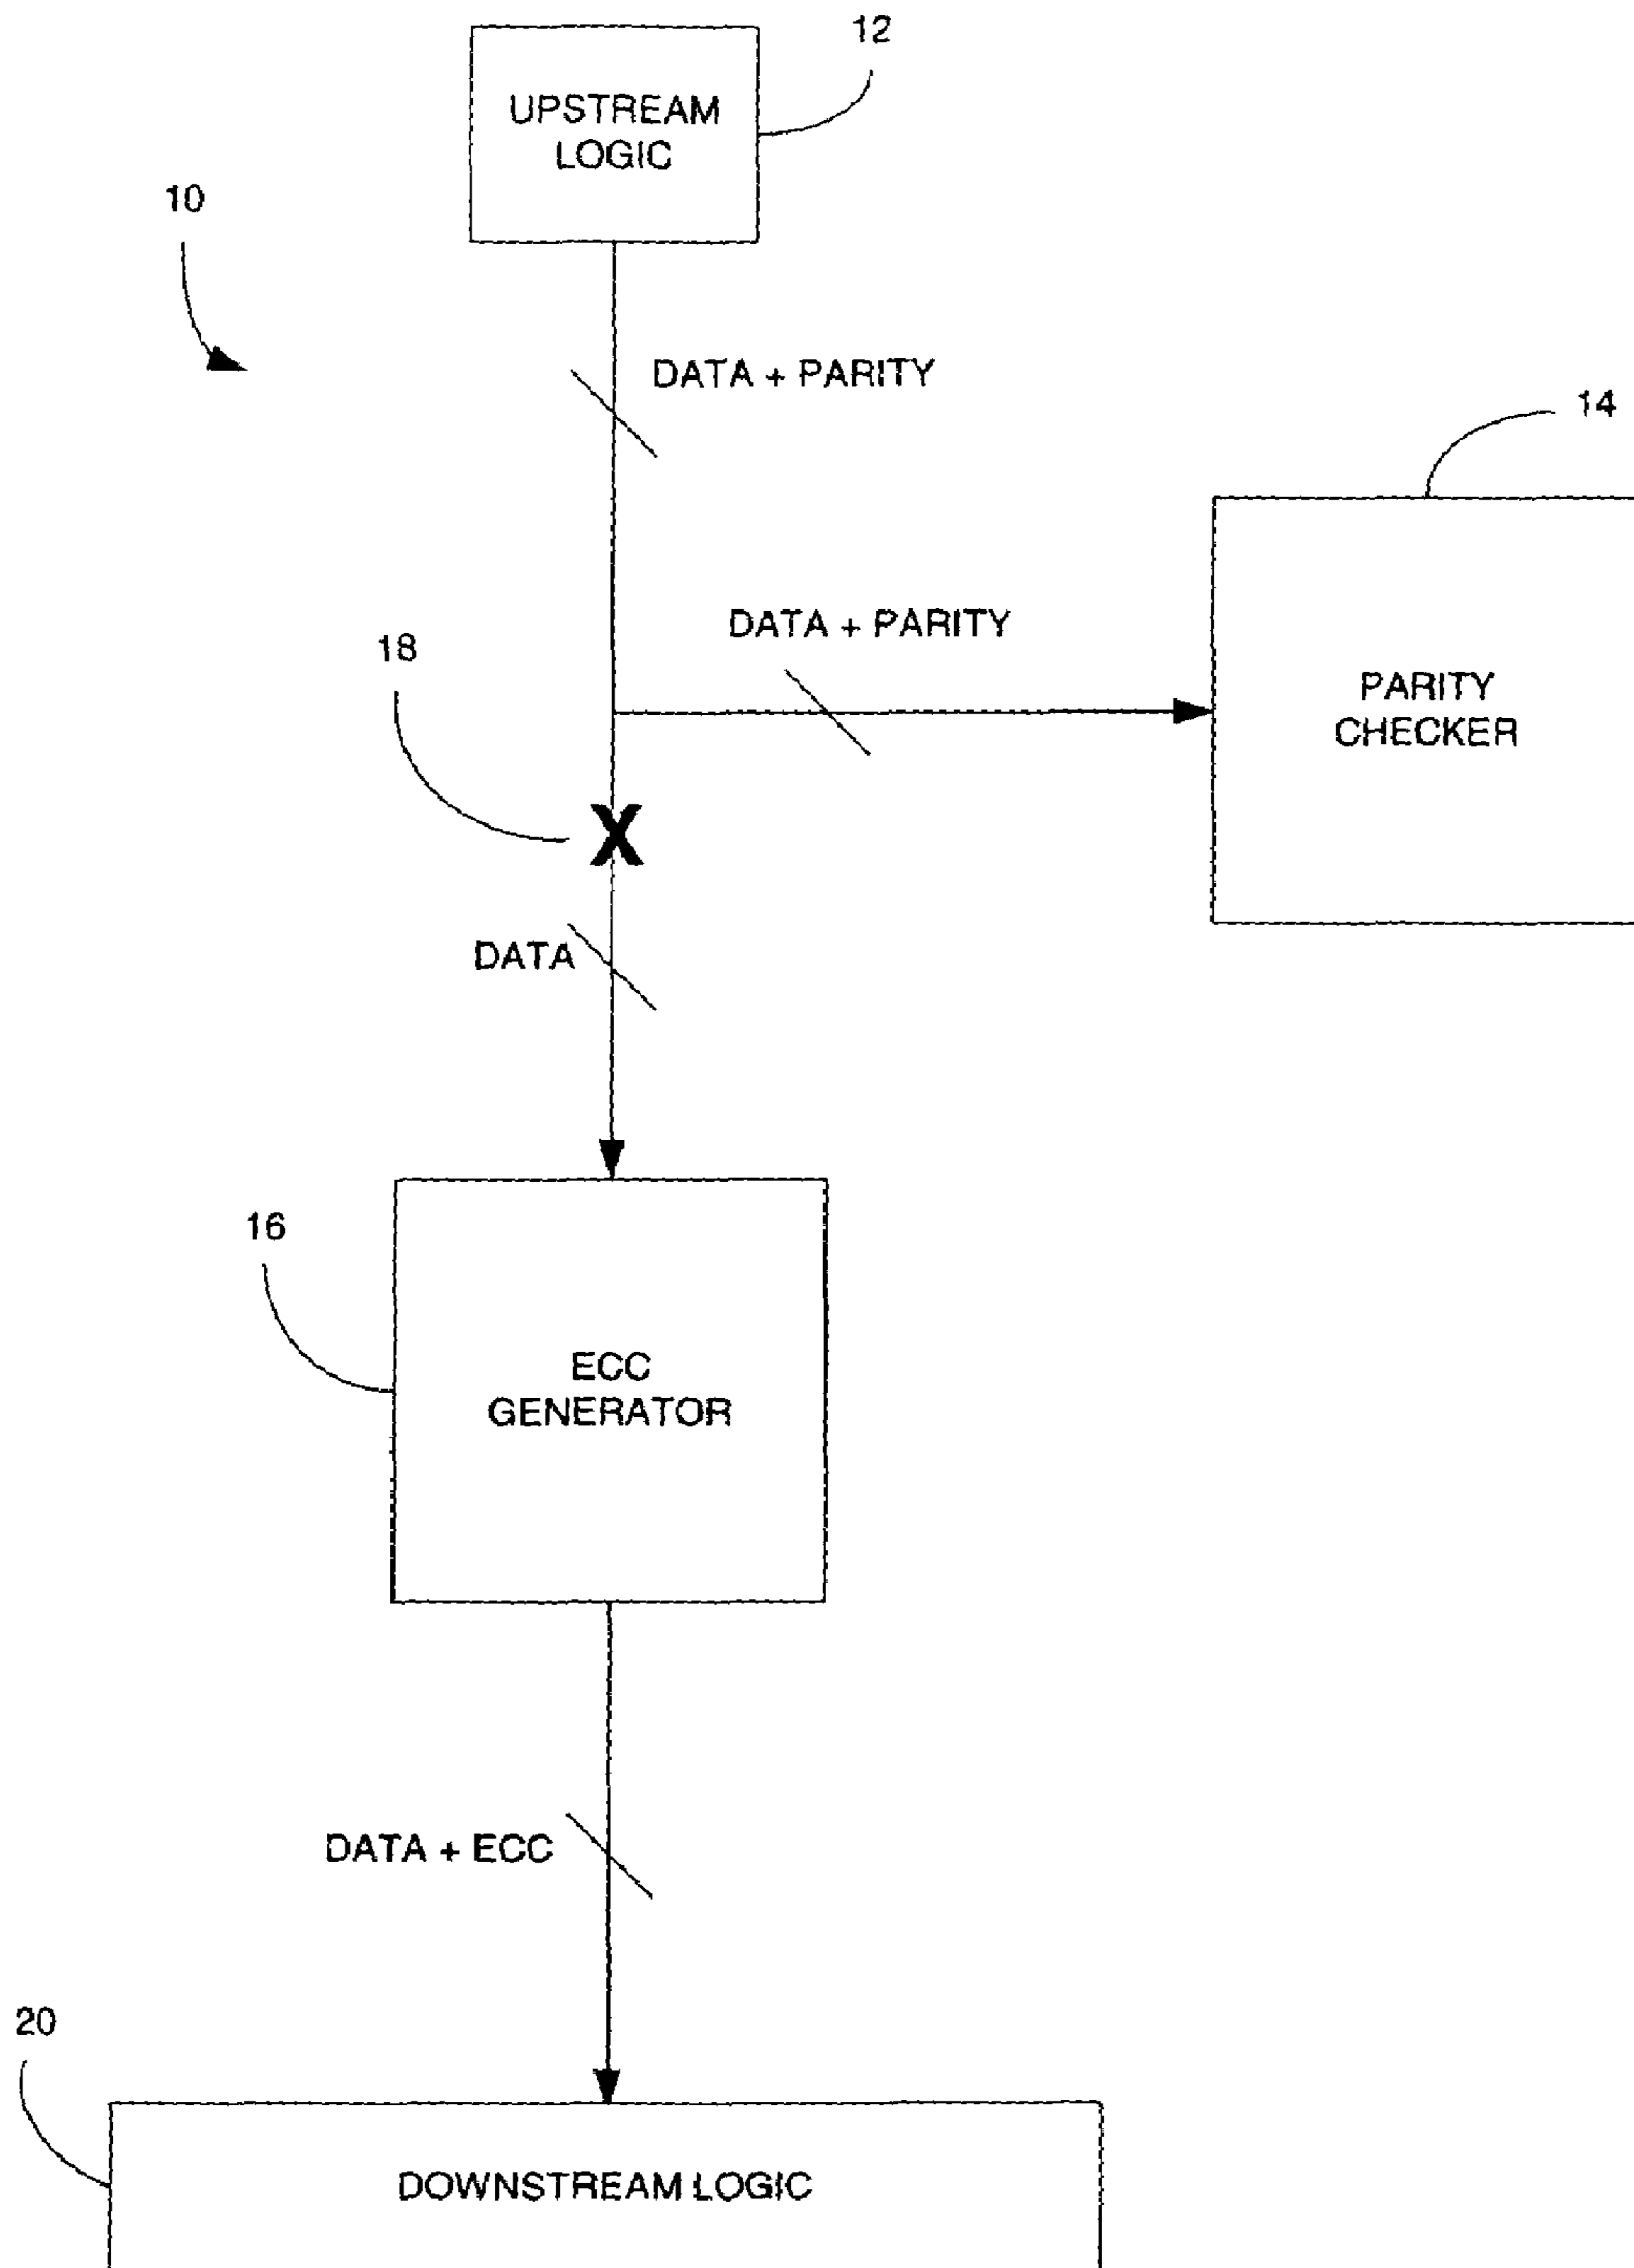 12
UPSTREAM
LOGIC
10
DATA + PARITY
14
DATA + PARITY
18
PARITY
CHECKER
X
DATA
16
ECC
GENERATOR
DATA + ECC
20
DOWNSTREAM LOGIC